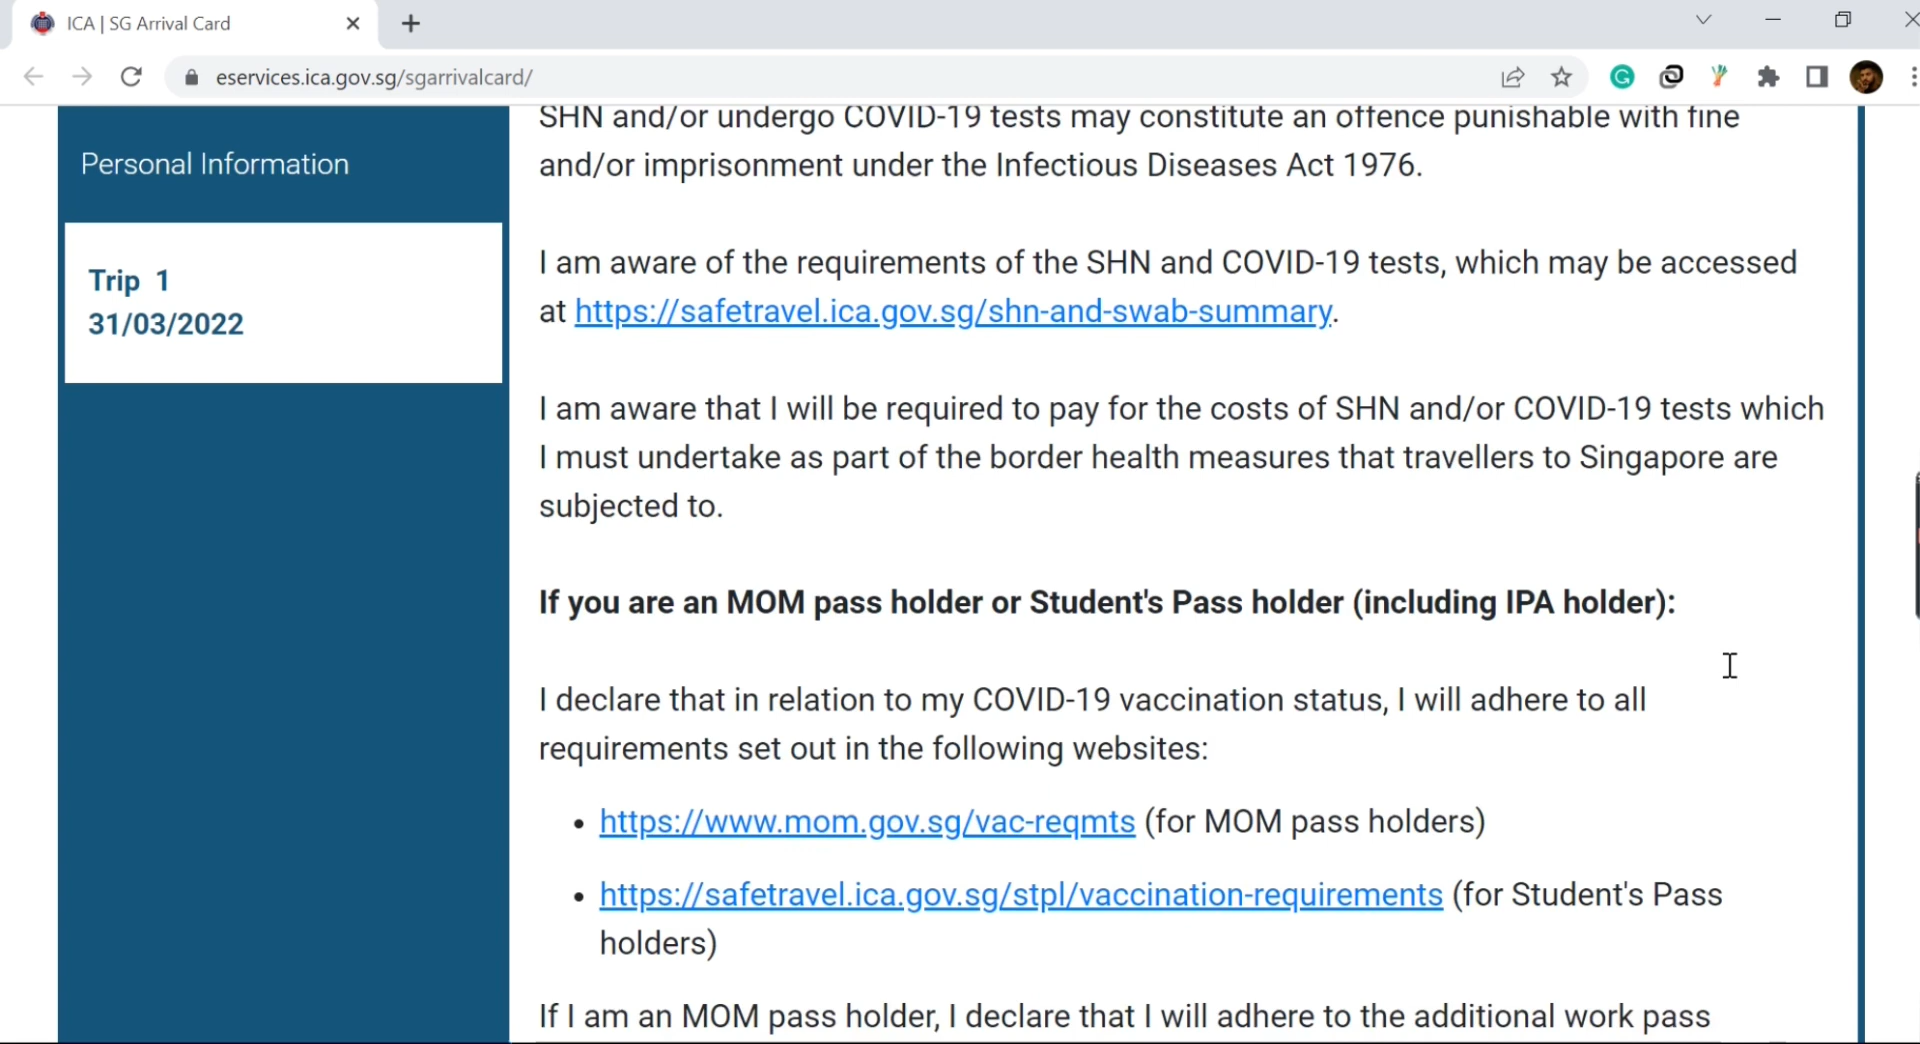 ICA | SG Arrival Card
eservices.ica.gov.sg/sgarrivalcard/
Personal Information
Trip 1
31/03/2022
SHN and/or undergo COVID-19 tests may constitute an offence punishable with fine
and/or imprisonment under the Infectious Diseases Act 1976.
I am aware of the requirements of the SHN and COVID-19 tests, which may be accessed
at https://safetravel.ica.gov.sg/shn-and-swab-summary.
I am aware that I will be required to pay for the costs of SHN and/or COVID-19 tests which
I must undertake as part of the border health measures that travellers to Singapore are
subjected to.
If you are an MOM pass holder or Student's Pass holder (including IPA holder):
I declare that in relation to my COVID-19 vaccination status, I will adhere to all
requirements set out in the following websites:
• https://www.mom.gov.sg/vac-reqmts (for MOM pass holders)
• https://safetravel.ica.gov.sg/stpl/vaccination-requirements (for Student's Pass
holders)
If I am an MOM pass holder, I declare that I will adhere to the additional work pass